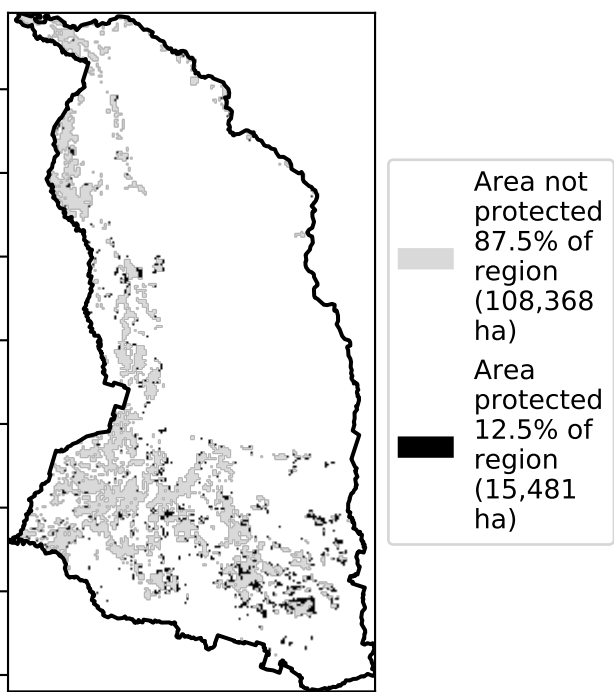 Area not
protected
87.5% of
region
(108,368
ha)
Area
protected
12.5% of
region
(15,481
ha)